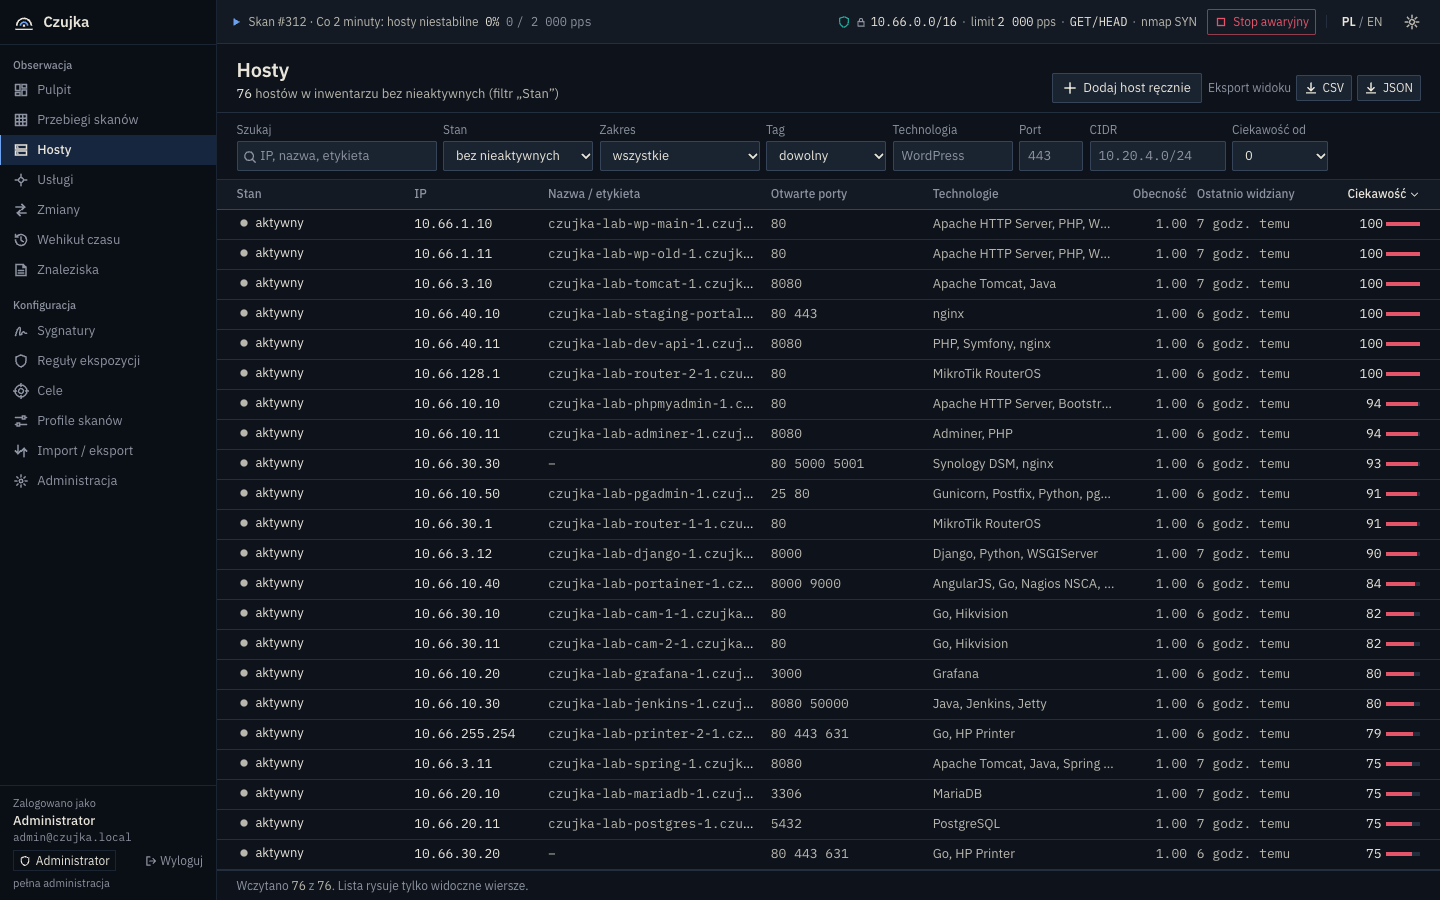 Czujka
Skan #312 · Co 2 minuty: hosty niestabilne 0% 0 / 2 000 pps
10.66.0.0/16 · limit 2 000 pps · GET/HEAD · nmap SYN
Stop awaryjny
PL / EN
Obserwacja
Pulpit
Przebiegi skanów
Hosty
Usługi
Zmiany
Wehikuł czasu
Znaleziska
Konfiguracja
Sygnatury
Reguły ekspozycji
Cele
Profile skanów
Import / eksport
Administracja
Zalogowano jako
Administrator
admin@czujka.local
Administrator
Wyloguj
pełna administracja
Hosty
76 hostów w inwentarzu bez nieaktywnych (filtr „Stan”)
Dodaj host ręcznie
Eksport widoku
CSV
JSON
Szukaj Stan Zakres Tag Technologia Port CIDR Ciekawość od
IP, nazwa, etykieta bez nieaktywnych wszystkie dowolny WordPress 443 10.20.4.0/24 0
Stan IP Nazwa / etykieta Otwarte porty Technologie Obecność Ostatnio widziany Ciekawość
aktywny 10.66.1.10 czujka-lab-wp-main-1.czuj… 80 Apache HTTP Server, PHP, W… 1.00 7 godz. temu 100
aktywny 10.66.1.11 czujka-lab-wp-old-1.czujk… 80 Apache HTTP Server, PHP, W… 1.00 7 godz. temu 100
aktywny 10.66.3.10 czujka-lab-tomcat-1.czujk… 8080 Apache Tomcat, Java 1.00 7 godz. temu 100
aktywny 10.66.40.10 czujka-lab-staging-portal… 80 443 nginx 1.00 6 godz. temu 100
aktywny 10.66.40.11 czujka-lab-dev-api-1.czuj… 8080 PHP, Symfony, nginx 1.00 6 godz. temu 100
aktywny 10.66.128.1 czujka-lab-router-2-1.czu… 80 MikroTik RouterOS 1.00 6 godz. temu 100
aktywny 10.66.10.10 czujka-lab-phpmyadmin-1.c… 80 Apache HTTP Server, Bootstr… 1.00 6 godz. temu 94
aktywny 10.66.10.11 czujka-lab-adminer-1.czuj… 8080 Adminer, PHP 1.00 6 godz. temu 94
aktywny 10.66.30.30 – 80 5000 5001 Synology DSM, nginx 1.00 6 godz. temu 93
aktywny 10.66.10.50 czujka-lab-pgadmin-1.czuj… 25 80 Gunicorn, Postfix, Python, pg… 1.00 6 godz. temu 91
aktywny 10.66.30.1 czujka-lab-router-1-1.czu… 80 MikroTik RouterOS 1.00 6 godz. temu 91
aktywny 10.66.3.12 czujka-lab-django-1.czujk… 8000 Django, Python, WSGIServer 1.00 7 godz. temu 90
aktywny 10.66.10.40 czujka-lab-portainer-1.cz… 8000 9000 AngularJS, Go, Nagios NSCA, … 1.00 6 godz. temu 84
aktywny 10.66.30.10 czujka-lab-cam-1-1.czujka… 80 Go, Hikvision 1.00 6 godz. temu 82
aktywny 10.66.30.11 czujka-lab-cam-2-1.czujka… 80 Go, Hikvision 1.00 6 godz. temu 82
aktywny 10.66.10.20 czujka-lab-grafana-1.czuj… 3000 Grafana 1.00 6 godz. temu 80
aktywny 10.66.10.30 czujka-lab-jenkins-1.czuj… 8080 50000 Java, Jenkins, Jetty 1.00 6 godz. temu 80
aktywny 10.66.255.254 czujka-lab-printer-2-1.cz… 80 443 631 Go, HP Printer 1.00 6 godz. temu 79
aktywny 10.66.3.11 czujka-lab-spring-1.czujk… 8080 Apache Tomcat, Java, Spring … 1.00 7 godz. temu 75
aktywny 10.66.20.10 czujka-lab-mariadb-1.czuj… 3306 MariaDB 1.00 7 godz. temu 75
aktywny 10.66.20.11 czujka-lab-postgres-1.czu… 5432 PostgreSQL 1.00 7 godz. temu 75
aktywny 10.66.30.20 – 80 443 631 Go, HP Printer 1.00 6 godz. temu 75
Wczytano 76 z 76. Lista rysuje tylko widoczne wiersze.